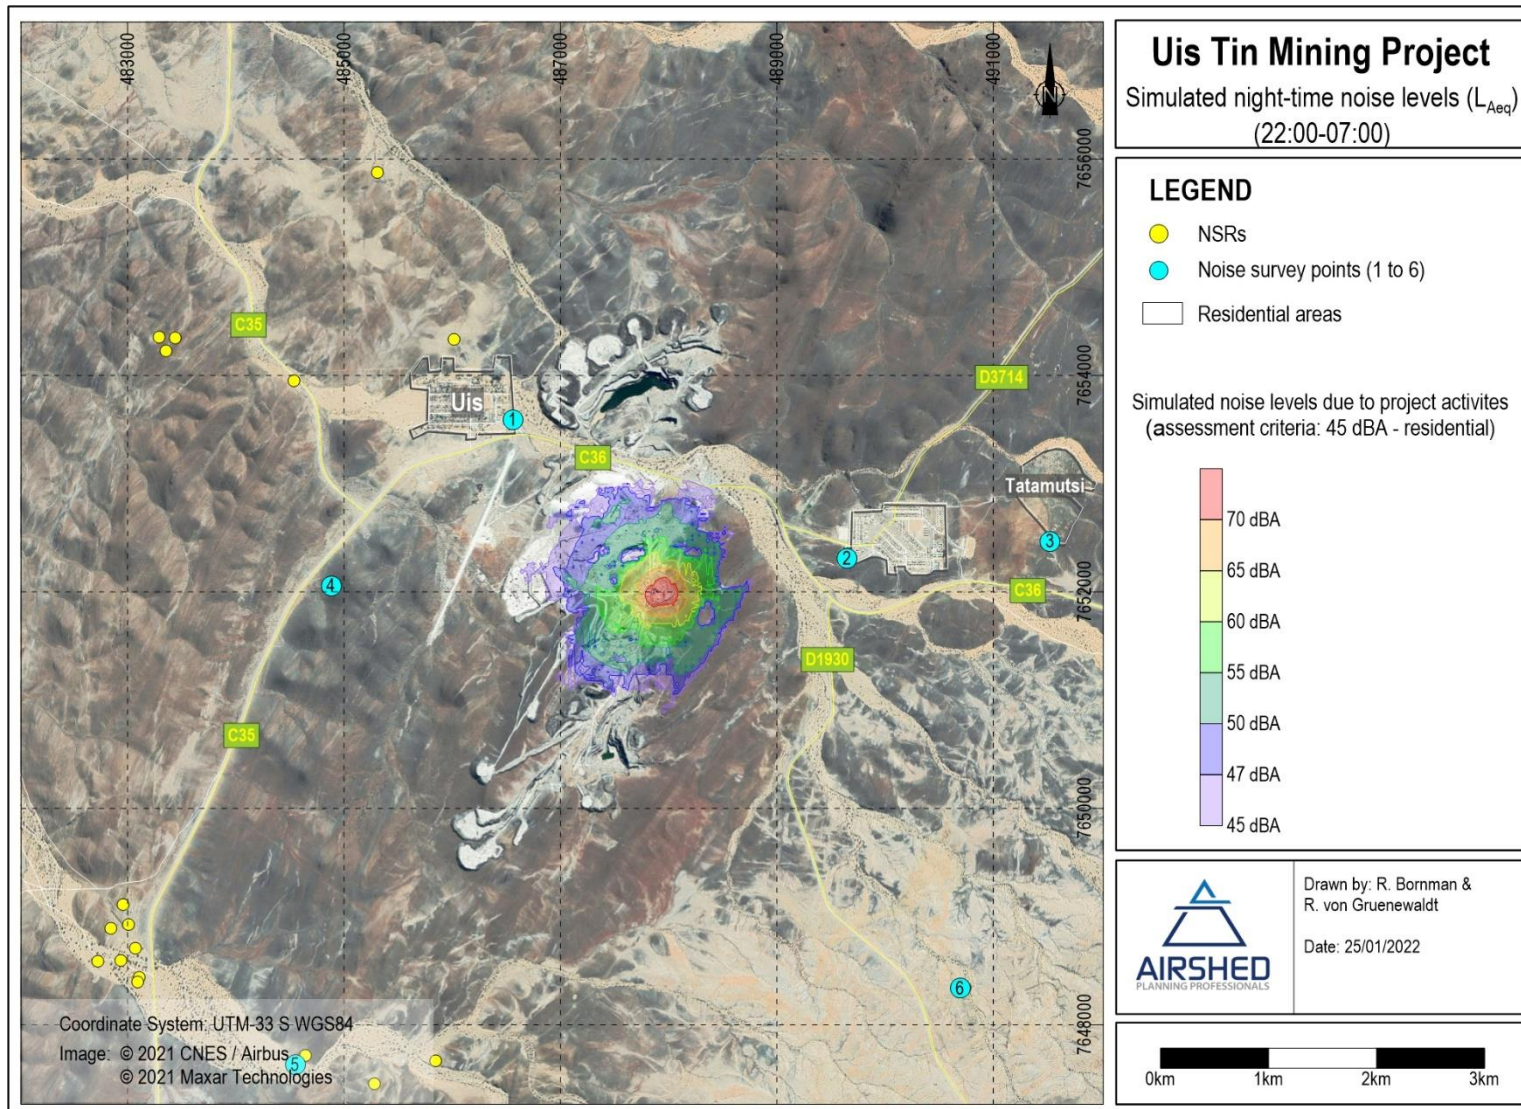 Uis Tin Mining Project
Simulated night-time noise levels (LAeq)
(22:00-07:00)
LEGEND
NSRs
Noise survey points (1 to 6)
Residential areas
Simulated noise levels due to project activites
(assessment criteria: 45 dBA - residential)
70 dBA
65 dBA
60 dBA
55 dBA
50 dBA
47 dBA
45 dBA
AIRSHED
PLANNING PROFESSIONALS
Drawn by: R. Bornman &
R. von Gruenewaldt
Date: 25/01/2022
0km
1km
2km
3km
483000
485000
487000
489000
491000
N
7656000
7654000
7652000
7650000
7648000
C35
Uis
1
C36
D3714
Tatamutsi
2
3
4
C36
D1930
C35
6
5
Coordinate System: UTM-33 S WGS84
Image: © 2021 CNES / Airbus
© 2021 Maxar Technologies